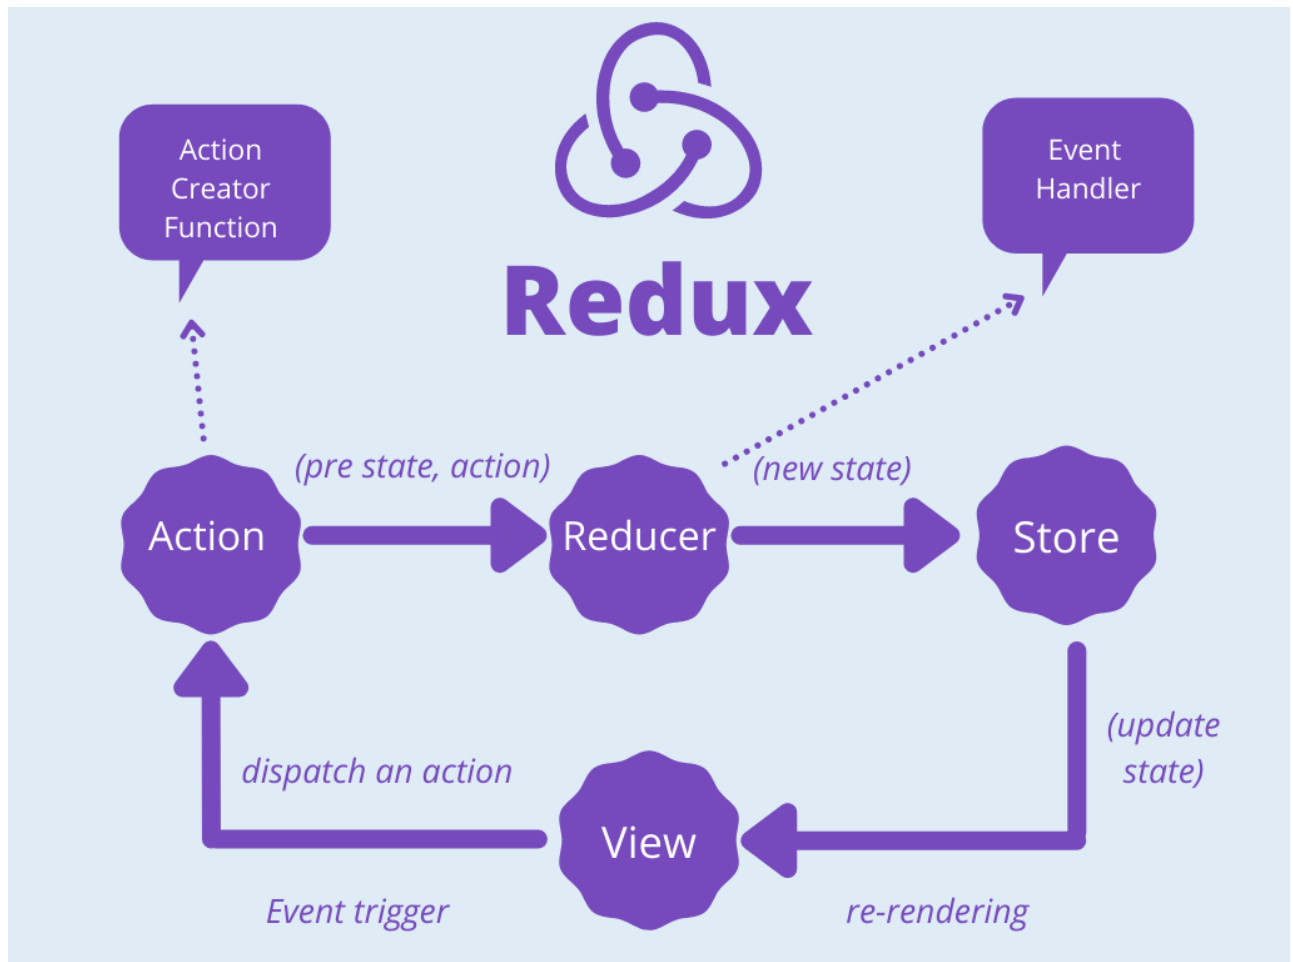 Action
Creator
Function
Event
Handler
Redux
(pre state, action)
(new state)
Action
Reducer
Store
(update
state)
dispatch an action
View
Event trigger
re-rendering